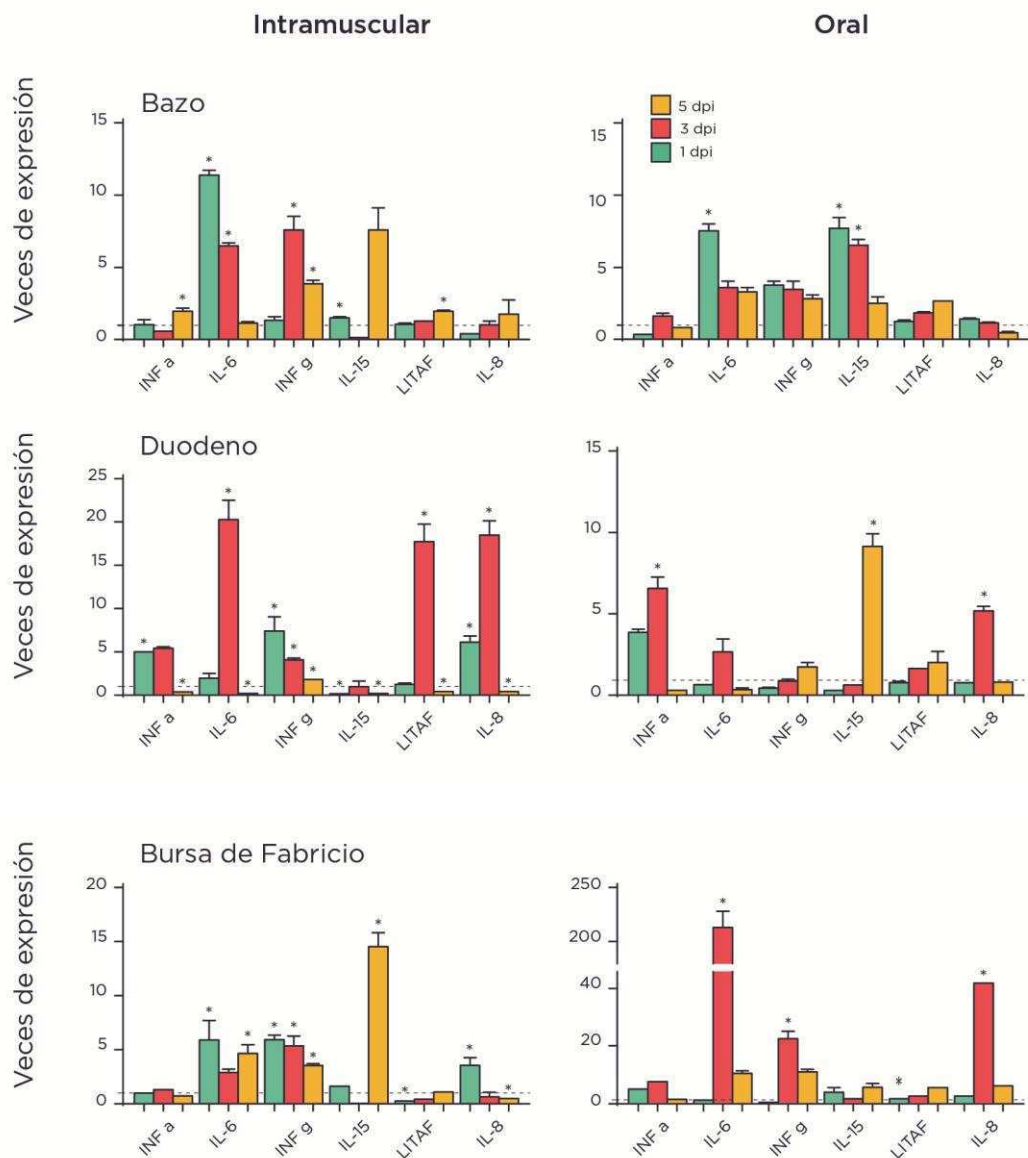 Intramuscular
Oral
Veces de expresión
Bazo
15
10
5
0
* * * * * * *
INF a IL-6 INF g IL-15 LITAF IL-8
5 dpi
3 dpi
1 dpi
15
10
5
0
* * *
INF a IL-6 INF g IL-15 LITAF IL-8
Veces de expresión
Duodeno
25
20
15
10
5
0
* * * * * * * * * * * * * *
INF a IL-6 INF g IL-15 LITAF IL-8
15
10
5
0
* * *
INF a IL-6 INF g IL-15 LITAF IL-8
Veces de expresión
Bursa de Fabricio
20
15
10
5
0
* * * * * * * * *
INF a IL-6 INF g IL-15 LITAF IL-8
250
200
40
20
0
* * * *
INF a IL-6 INF g IL-15 LITAF IL-8